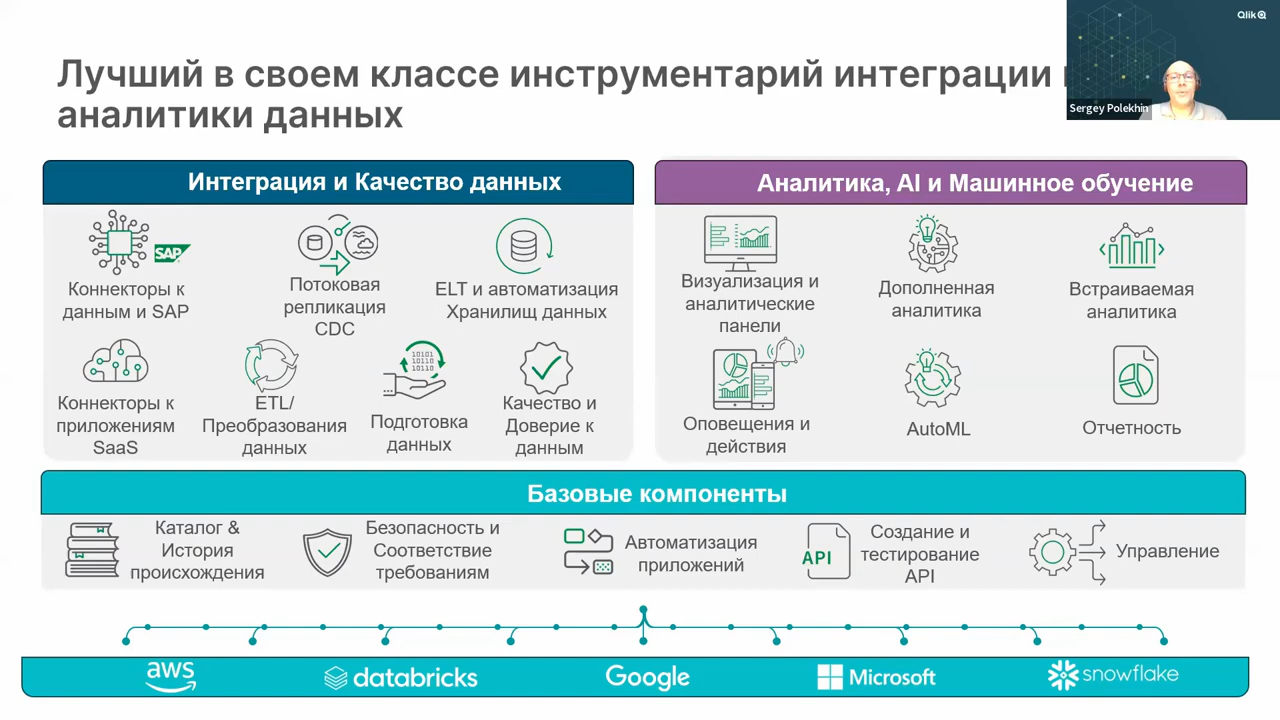 Qlik
Лучший в своем классе инструментарий интеграции
аналитики данных
Sergey Polekhin
Интеграция и Качество данных
SAP
Коннекторы к
данным и SAP
Потоковая
репликация
CDC
ELT и автоматизация
Хранилищ данных
Коннекторы к
приложениям
SaaS
ETL/
Преобразования
данных
10101
10110
10110
Подготовка
данных
Качество и
Доверие к
данным
Аналитика, AI и Машинное обучение
Визуализация и
аналитические
панели
Дополненная
аналитика
Встраиваемая
аналитика
Оповещения и
действия
AutoML
Отчетность
Базовые компоненты
Каталог &
История
происхождения
Безопасность и
Соответствие
требованиям
Автоматизация
приложений
API
Создание и
тестирование
API
Управление
aws
databricks
Google
Microsoft
snowflake